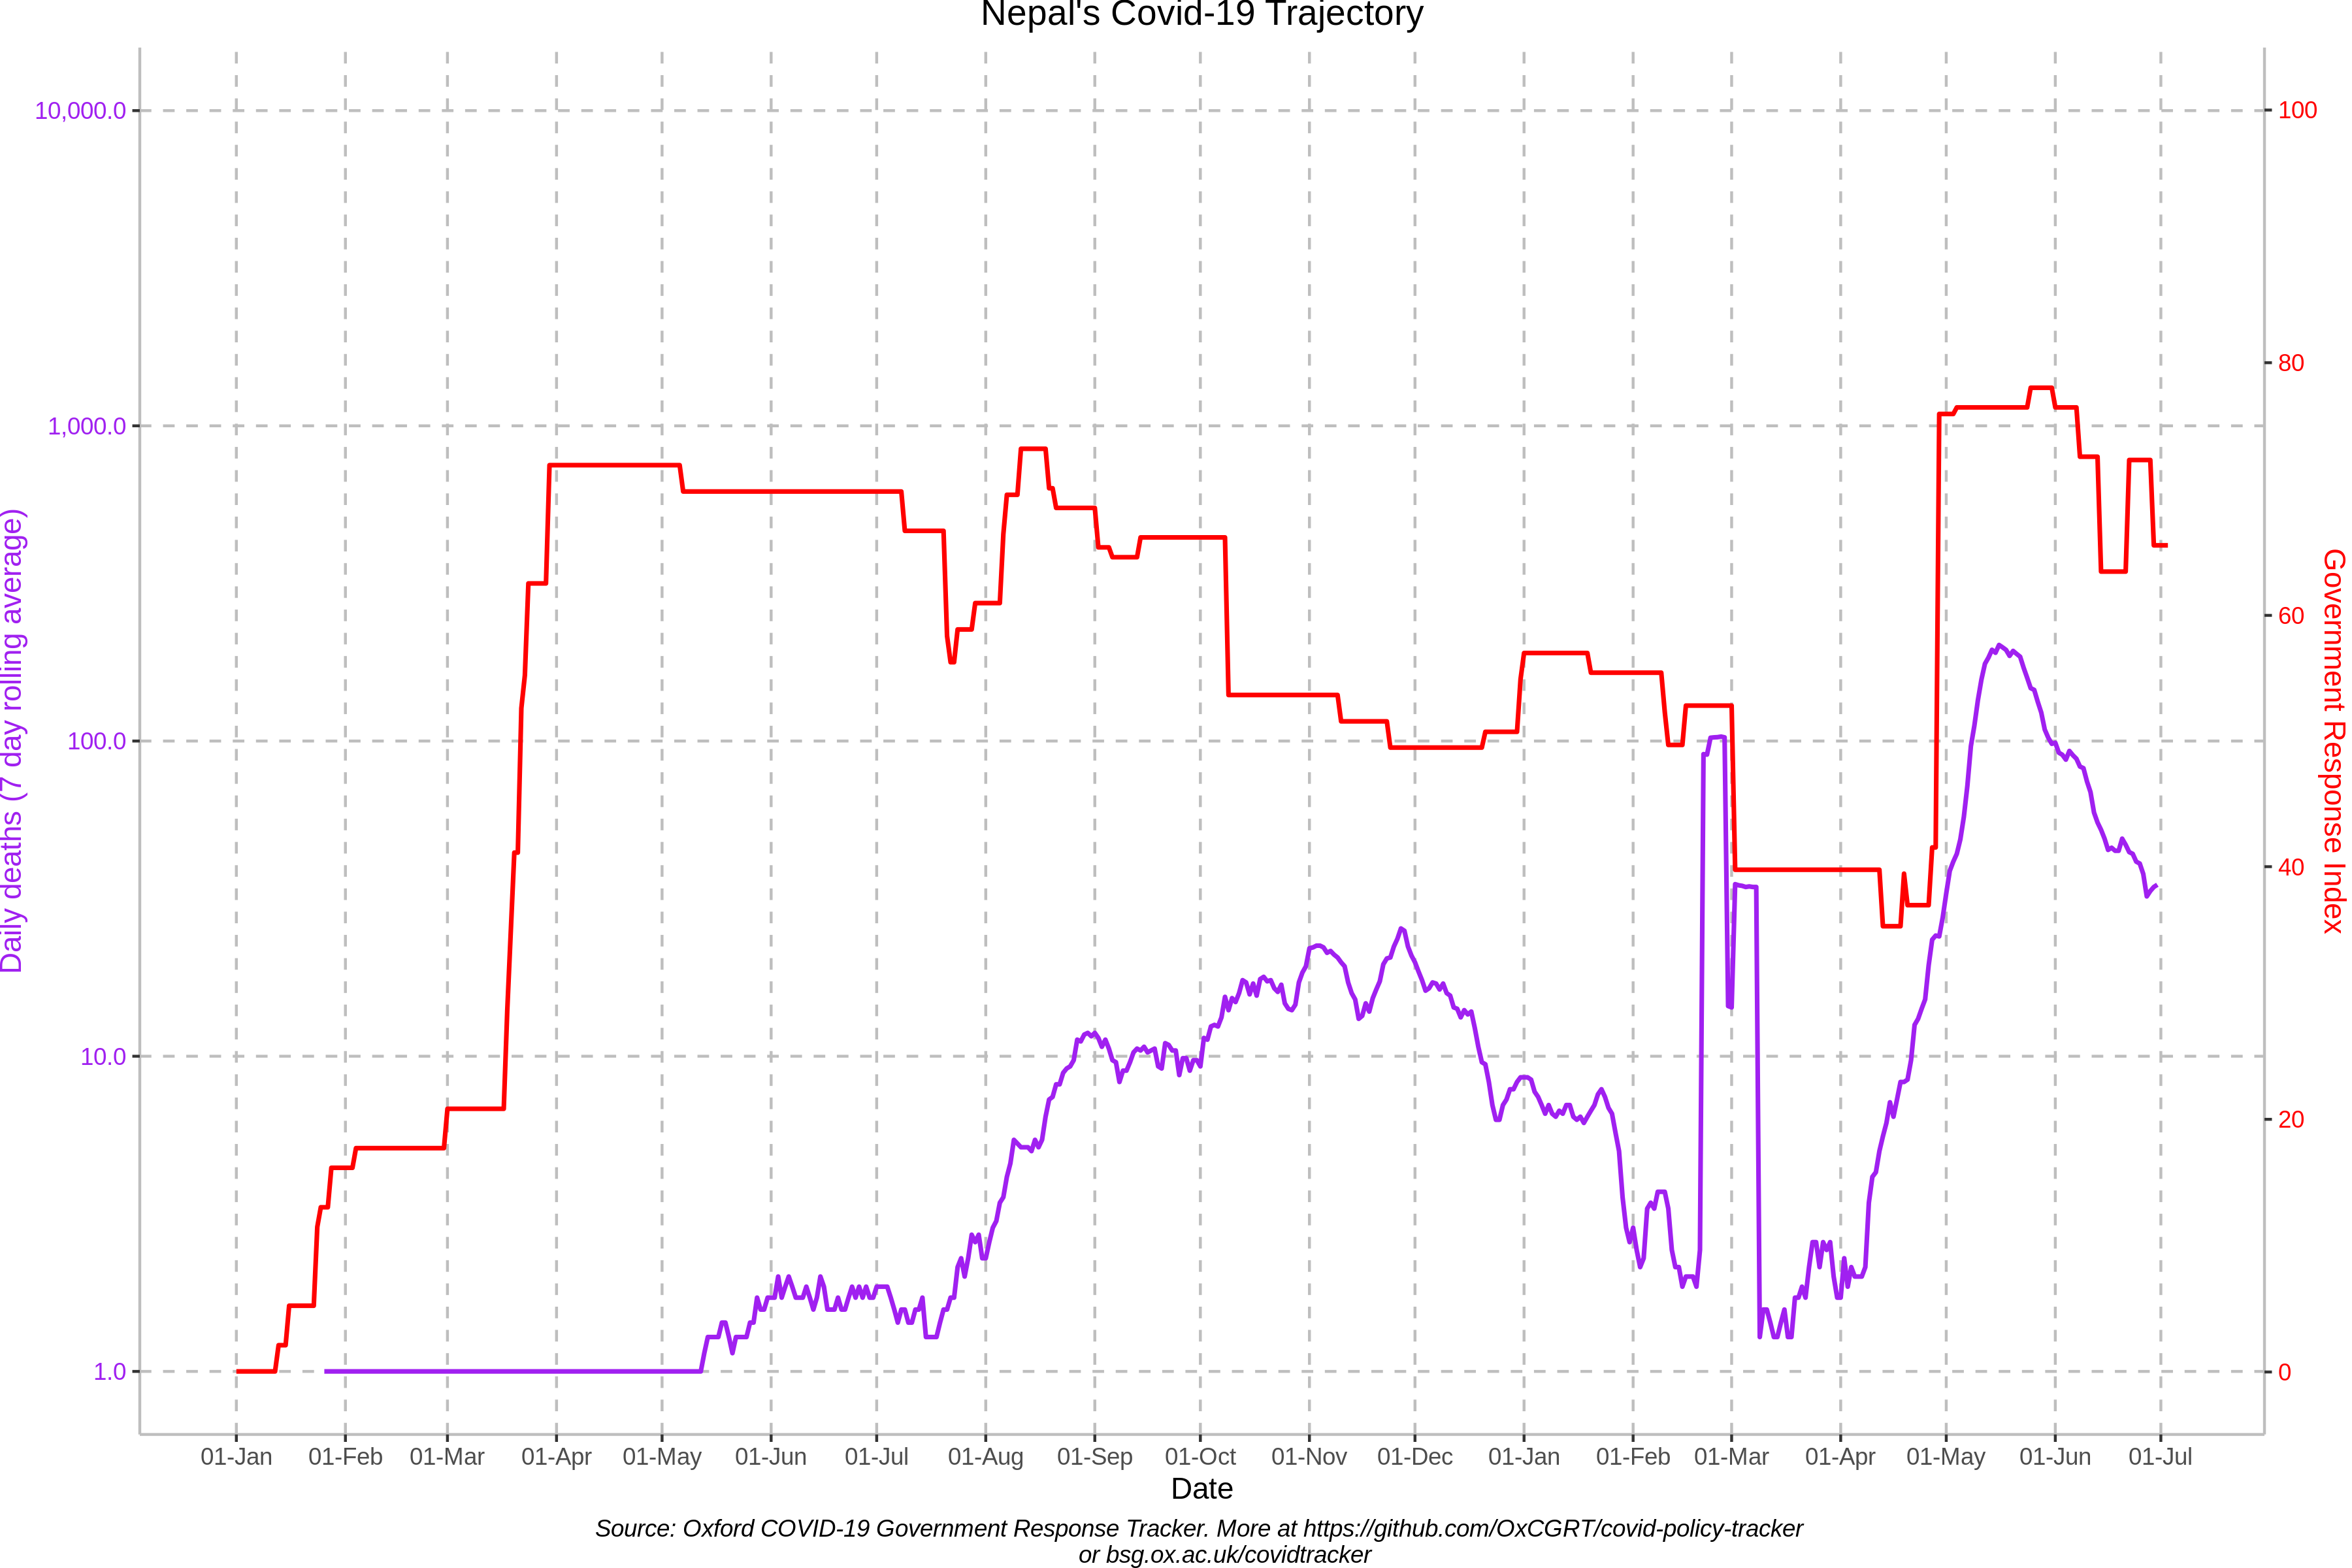 Nepal's Covid-19 Trajectory
10,000.0
1,000.0
100.0
10.0
1.0
Daily deaths (7 day rolling average)
100
80
60
40
20
0
Government Response Index
01-Jan 01-Feb 01-Mar 01-Apr 01-May 01-Jun 01-Jul 01-Aug 01-Sep 01-Oct 01-Nov 01-Dec 01-Jan 01-Feb 01-Mar 01-Apr 01-May 01-Jun 01-Jul
Date
Source: Oxford COVID-19 Government Response Tracker. More at https://github.com/OxCGRT/covid-policy-tracker
or bsg.ox.ac.uk/covidtracker